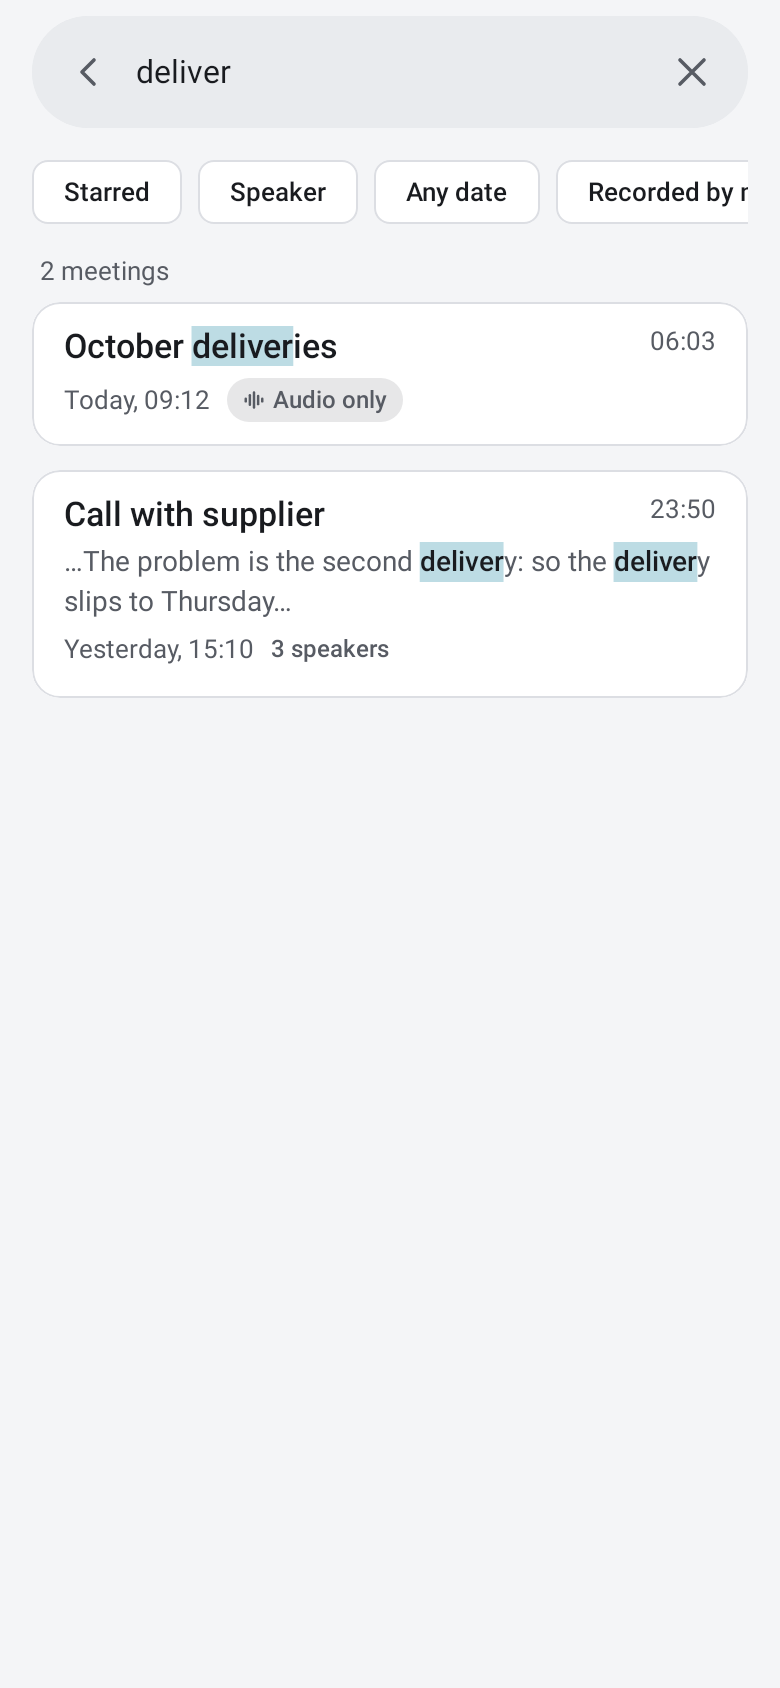 deliver
Starred
Speaker
Any date
Recorded by
2 meetings
October deliveries
06:03
Today, 09:12
Audio only
Call with supplier
23:50
…The problem is the second delivery: so the delivery
slips to Thursday…
Yesterday, 15:10
3 speakers